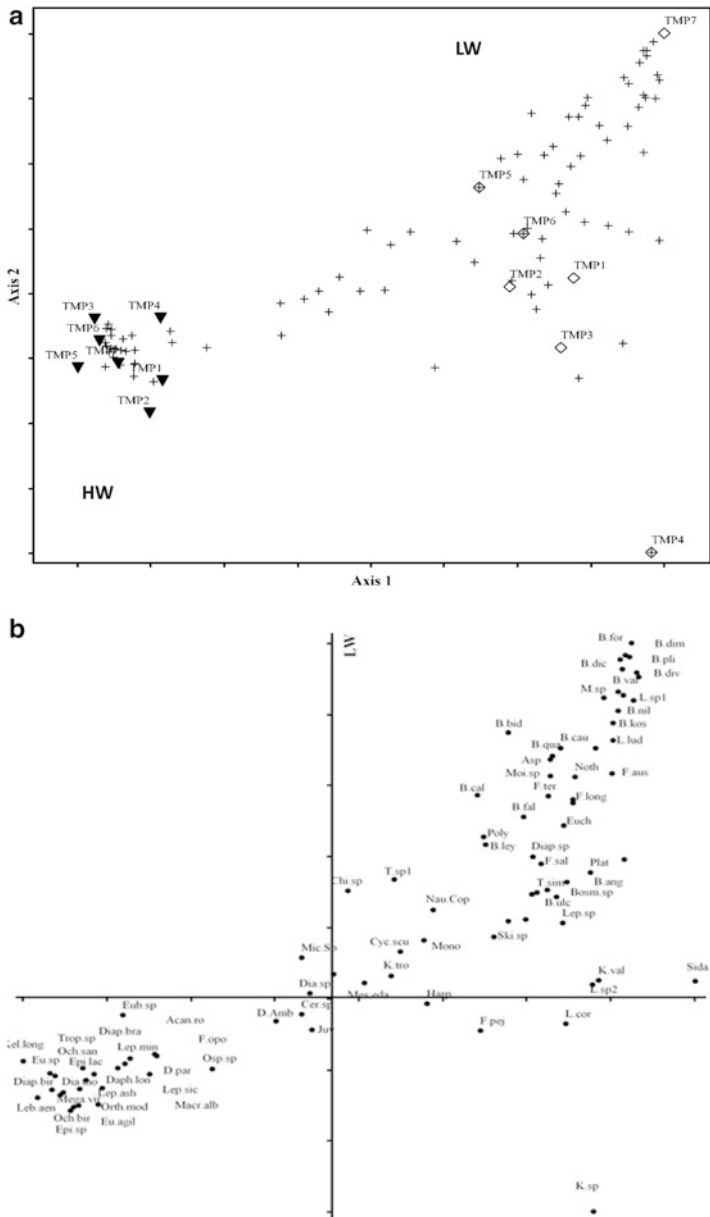 a
TMP7
LW
TMP5
TMP6
TMP2
TMP1
TMP3
TMP3
TMP4
TMP6
TMP5
TMP1
TMP2
HW
TMP4
Axis 2
Axis 1
b
LW
B.for
B.dim
B.dic
B.pli
B.div
B.val
M.sp
L.sp1
B.nil
B.kos
B.bid
B.cau
L.lud
B.qua
Asp
Noth
F.aus
Moi.sp
B.cal
F.ter
F.long
B.fal
Euch
Poly
B.ley
Diap.sp
F.sal
Plat
T.sp1
Chi.sp
T.sim
B.ang
Bosm.sp
B.ulc
Nau.Cop
Lep.sp
Ski.sp
Cyc.scu
Mono
Mic.Sp
K.tro
K.val
Sida
Dia.sp
Mes.eda
L.sp2
Cer.sp
Harp
Eub.sp
Acan.ro
D.Amb
Juv
L.cor
F.pej
Diap.bra
Trop.sp
Lep.min
F.opo
Och.san
Kel.long
Eu.sp
Epi.lac
D.par
Osp.sp
Diap.bir
Daph.lon
Lep.sic
Lep.ash
Leb.aen
Mega.vir
Orth.mod
Macr.alb
Och.bir
Eu.agil
Epi.sp
K.sp